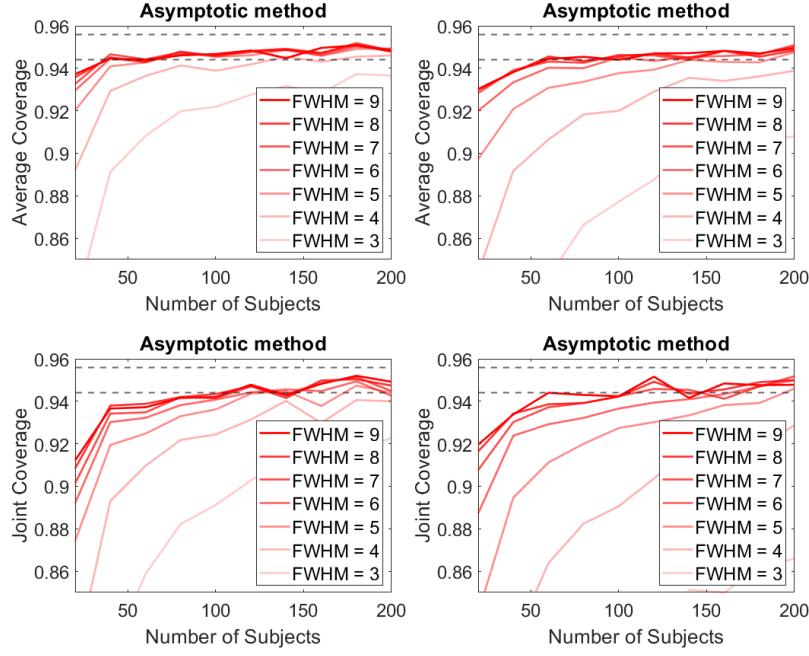 Asymptotic method
0.96
0.94
0.92
0.9
0.88
0.86
Average Coverage
FWHM = 9
FWHM = 8
FWHM = 7
FWHM = 6
FWHM = 5
FWHM = 4
FWHM = 3
50 100 150 200
Number of Subjects
Asymptotic method
0.96
0.94
0.92
0.9
0.88
0.86
Average Coverage
FWHM = 9
FWHM = 8
FWHM = 7
FWHM = 6
FWHM = 5
FWHM = 4
FWHM = 3
50 100 150 200
Number of Subjects
Asymptotic method
0.96
0.94
0.92
0.9
0.88
0.86
Joint Coverage
FWHM = 9
FWHM = 8
FWHM = 7
FWHM = 6
FWHM = 5
FWHM = 4
FWHM = 3
50 100 150 200
Number of Subjects
Asymptotic method
0.96
0.94
0.92
0.9
0.88
0.86
Joint Coverage
FWHM = 9
FWHM = 8
FWHM = 7
FWHM = 6
FWHM = 5
FWHM = 4
FWHM = 3
50 100 150 200
Number of Subjects